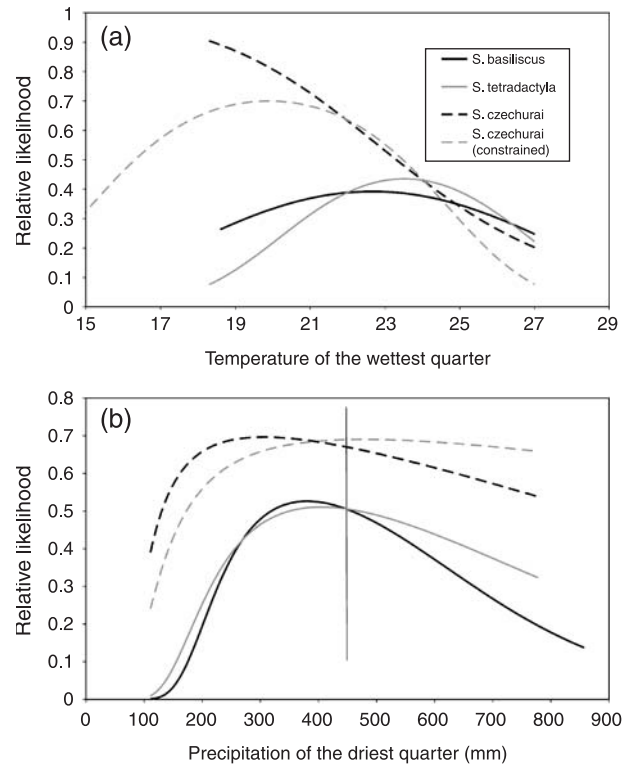 (a)
Relative likelihood
1
0.9
0.8
0.7
0.6
0.5
0.4
0.3
0.2
0.1
0
S. basiliscus
S. tetradactyla
S. czechurai
S. czechurai
(constrained)
15 17 19 21 23 25 27 29
Temperature of the wettest quarter
(b)
Relative likelihood
0.8
0.7
0.6
0.5
0.4
0.3
0.2
0.1
0
0 100 200 300 400 500 600 700 800 900
Precipitation of the driest quarter (mm)